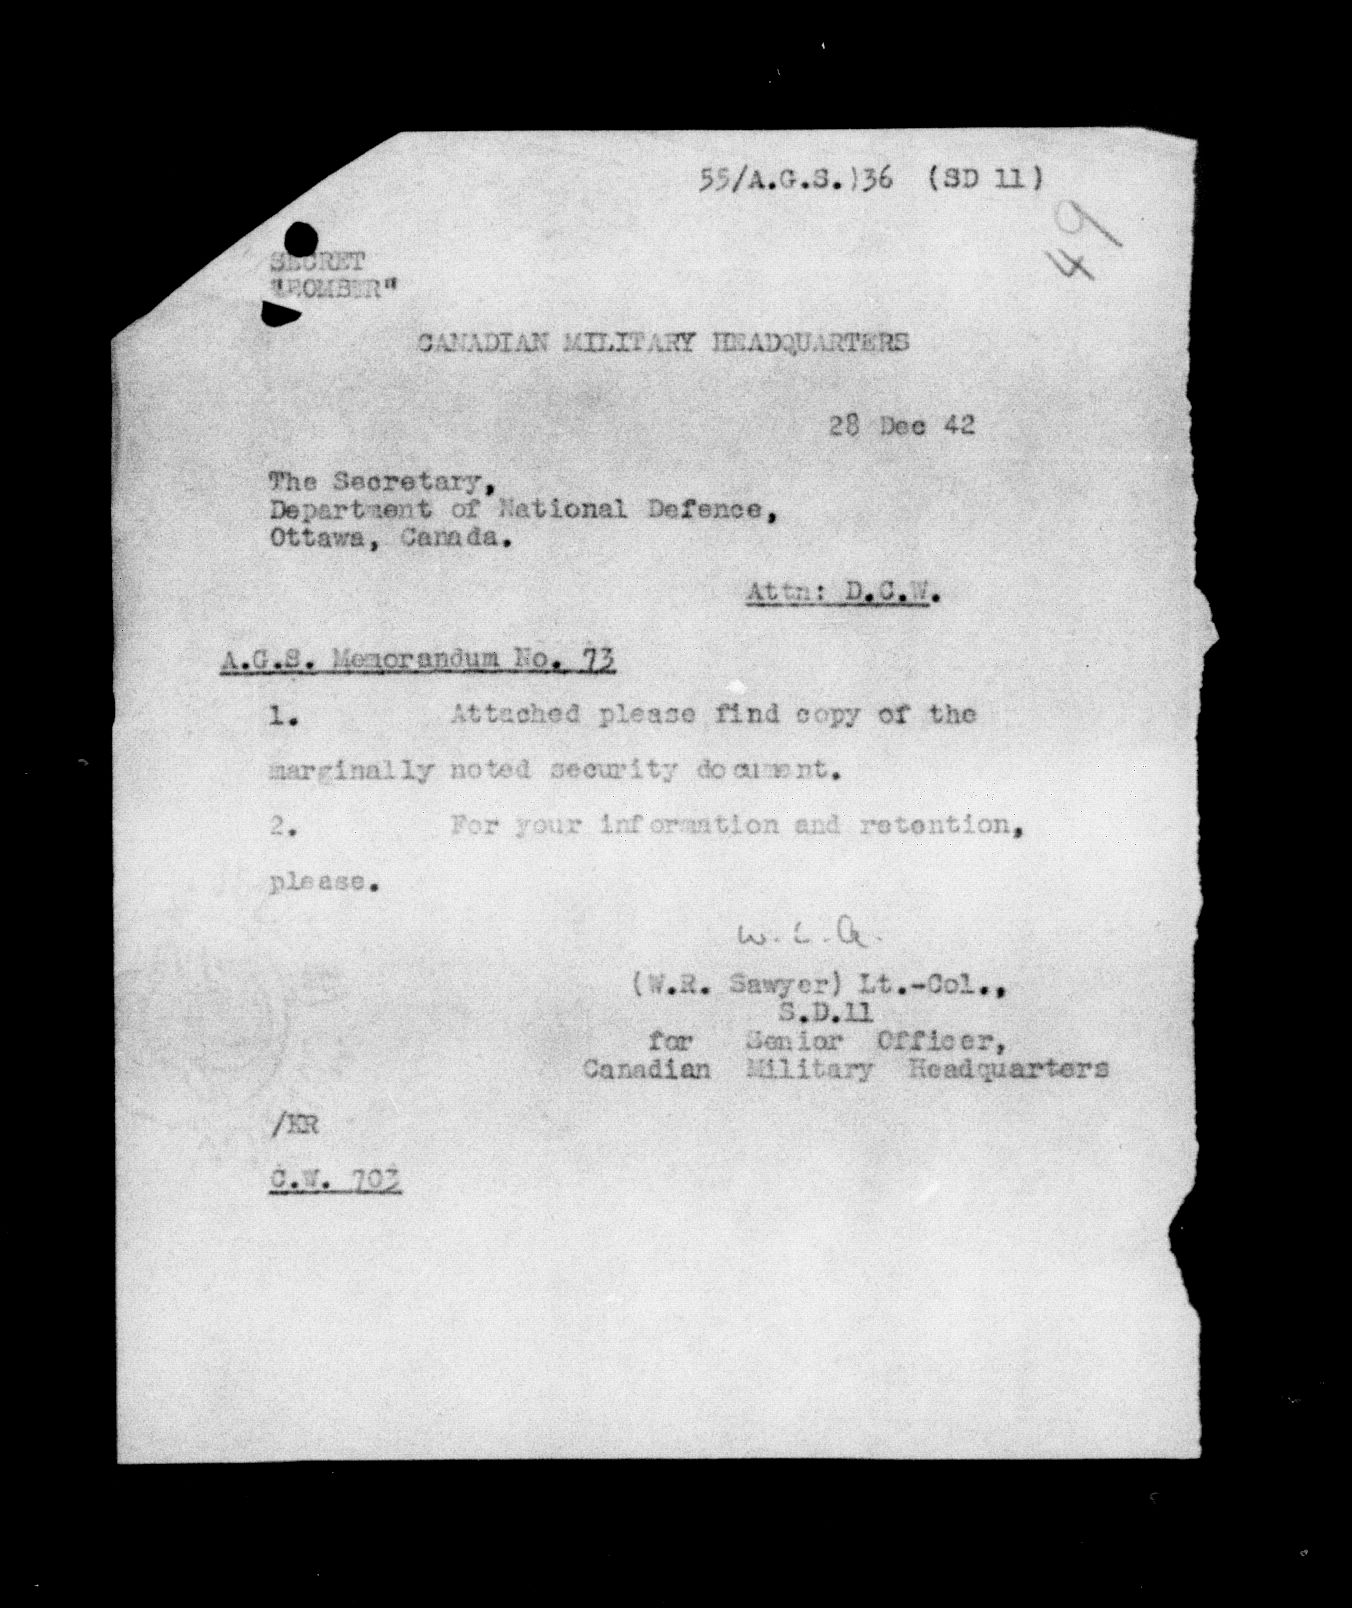 55/A.G.S.)36 (SD 11)
49
SECRET
"BOMBER"
CANADIAN MILITARY HEADQUARTERS
28 Dec 42
The Secretary,
Department of National Defence,
Ottawa, Canada.
Attn: D.C.W.
A.G.S. Memorandum No. 73
1. Attached please find copy of the
marginally noted security document.
2. For your information and retention,
please.
(W.R. Sawyer) Lt.-Col.,
S.D.11
for Senior Officer,
Canadian Military Headquarters
/KR
C.W. 703